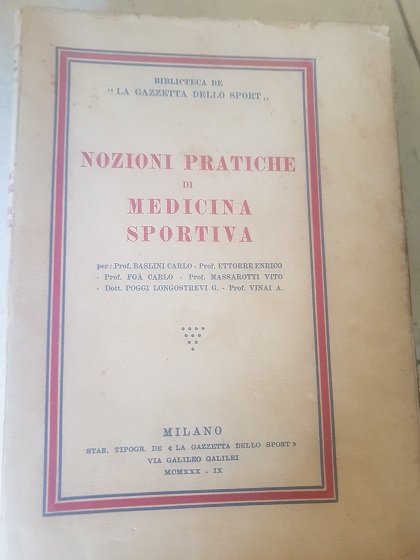 BIBLIOTECA DE
"LA GAZZETTA DELLO SPORT„
NOZIONI PRATICHE
DI
MEDICINA
SPORTIVA
per: Prof. BASLINI CARLO - Prof. ETTORRE ENRICO
- Prof. FOÀ CARLO - Prof. MASSAROTTI VITO
- Dott. POGGI LONGOSTREVI G. - Prof. VINAI A.
MILANO
STAB. TIPOGR. DE « LA GAZZETTA DELLO SPORT »
VIA GALILEO GALILEI
MCMXXX - IX